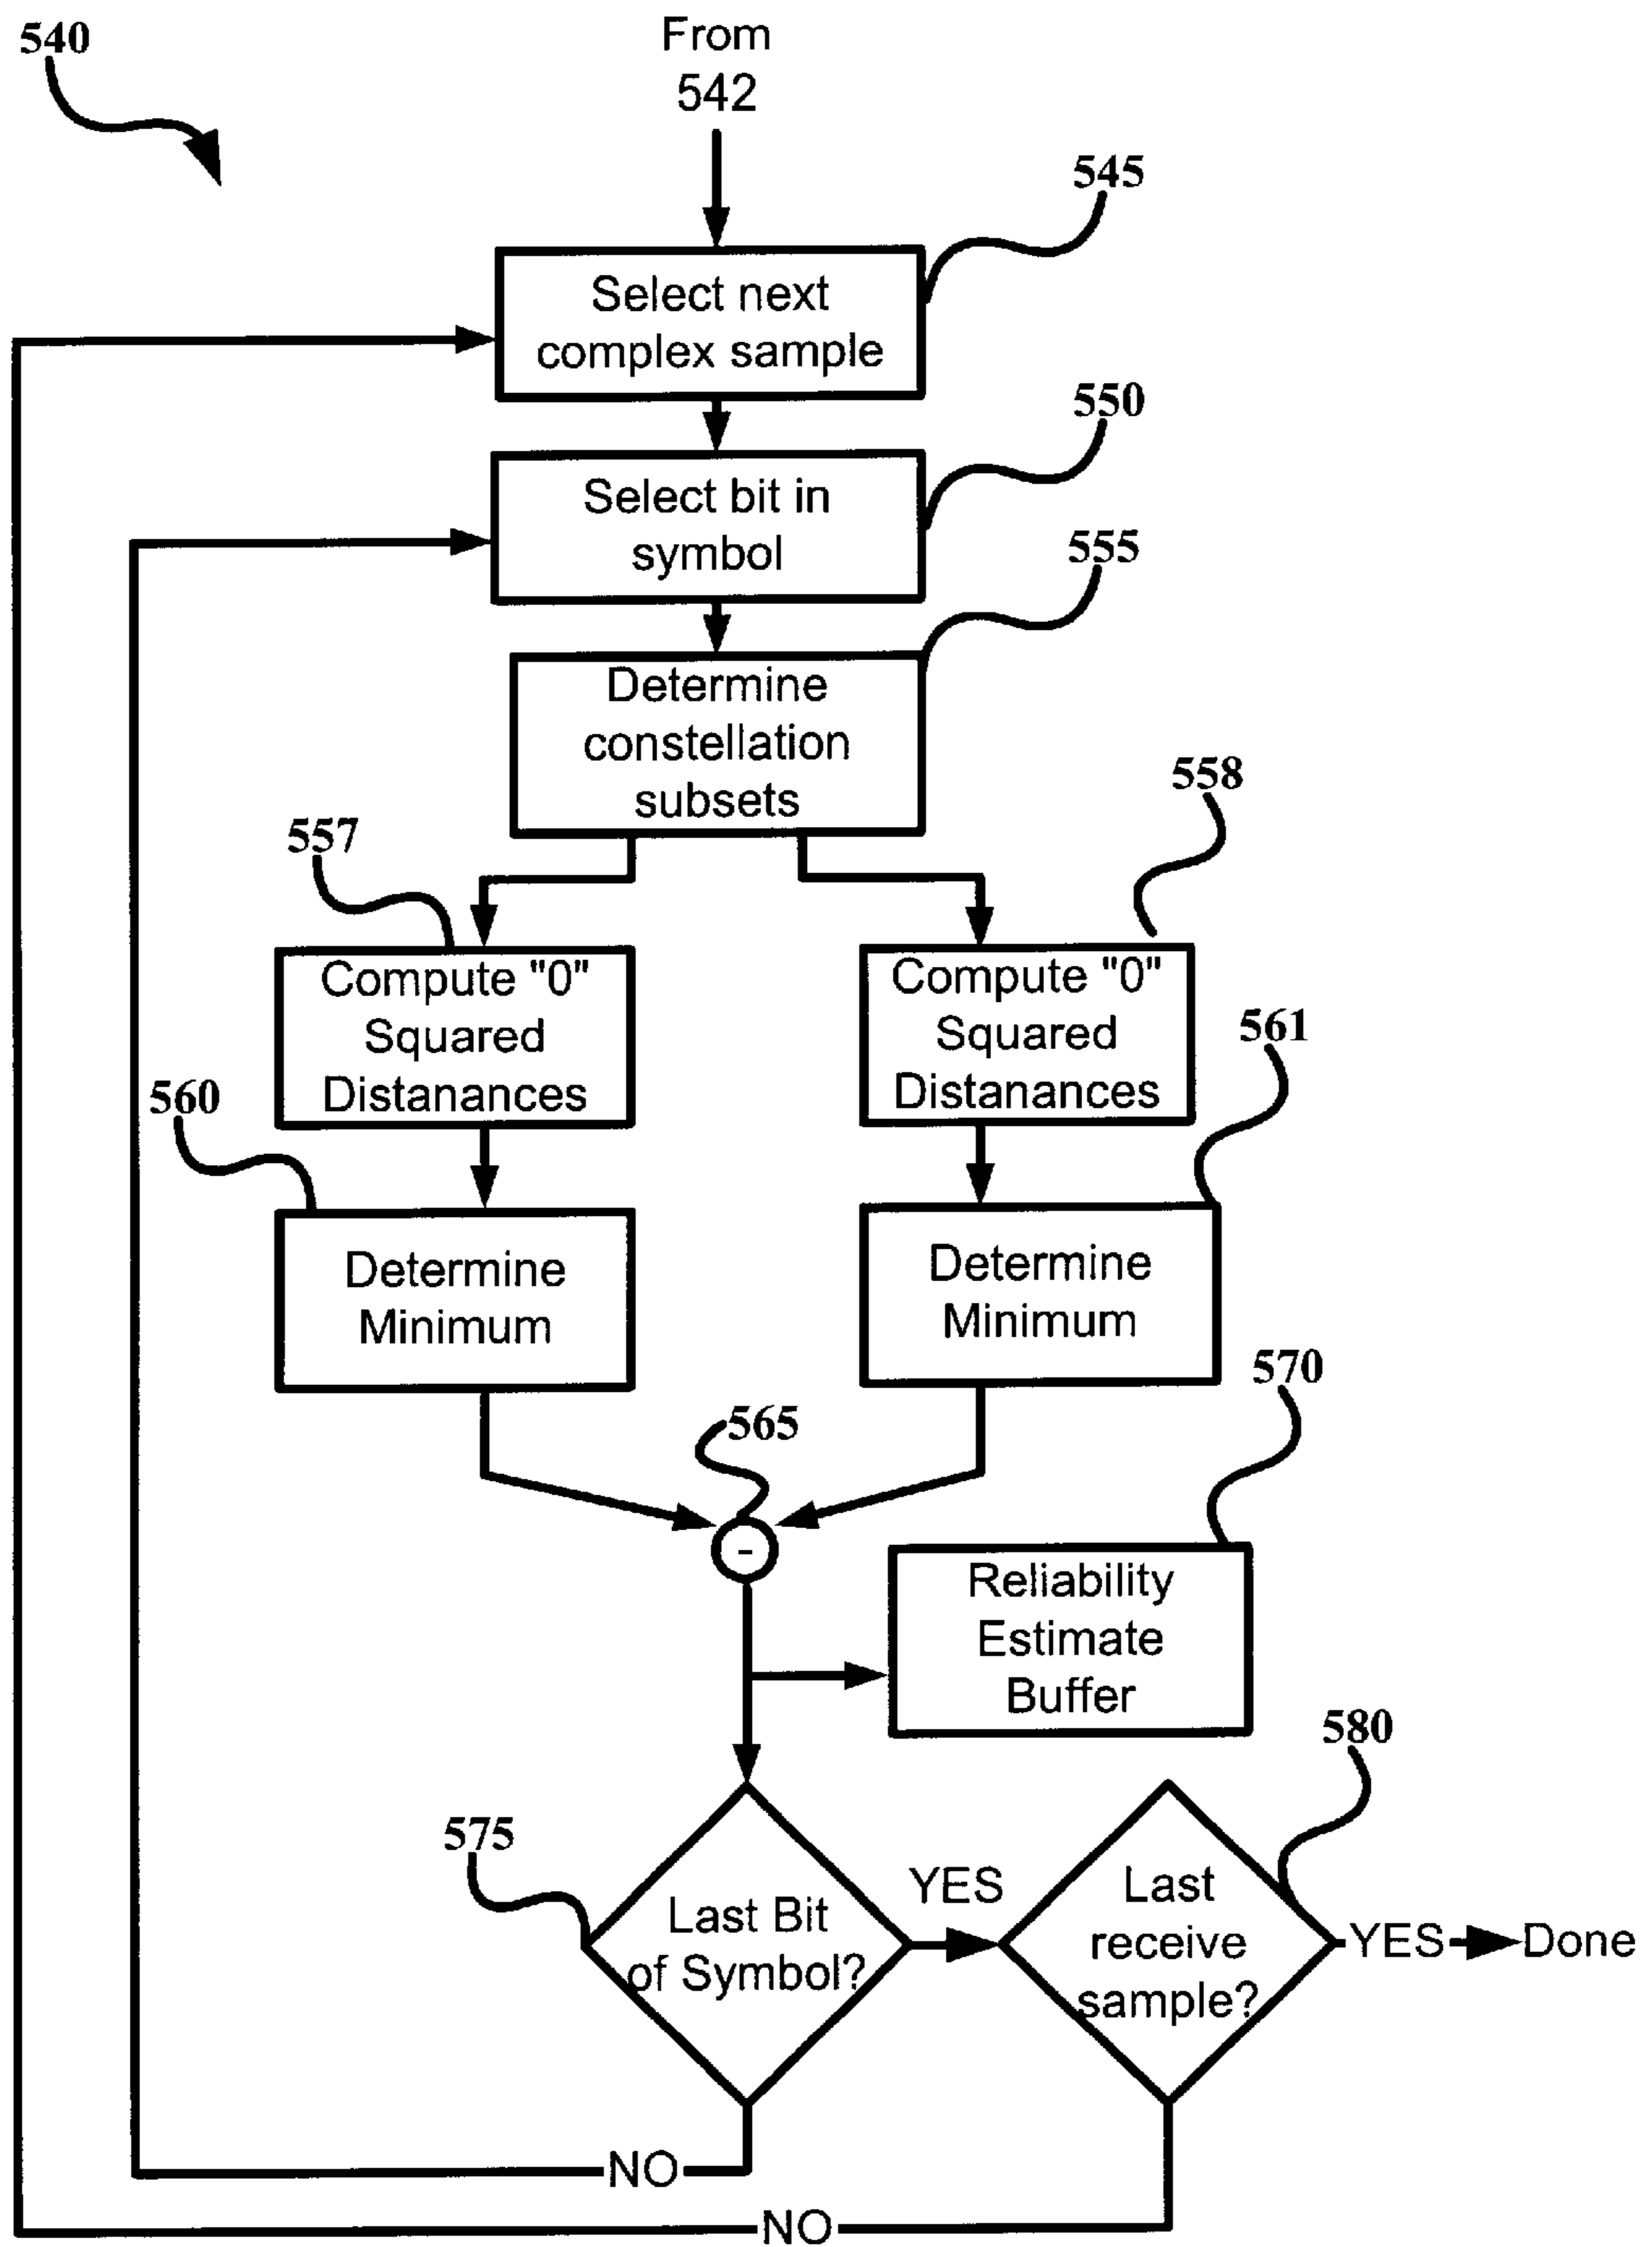 540
From
542
545
Select next
complex sample
550
Select bit in
symbol
555
Determine
constellation
subsets
557
558
Compute "0"
Squared
Distanances
Compute "0"
Squared
Distanances
560
561
Determine
Minimum
Determine
Minimum
565
570
-
Reliability
Estimate
Buffer
575
580
Last Bit
of Symbol?
YES
Last
receive
sample?
YES
Done
NO
NO